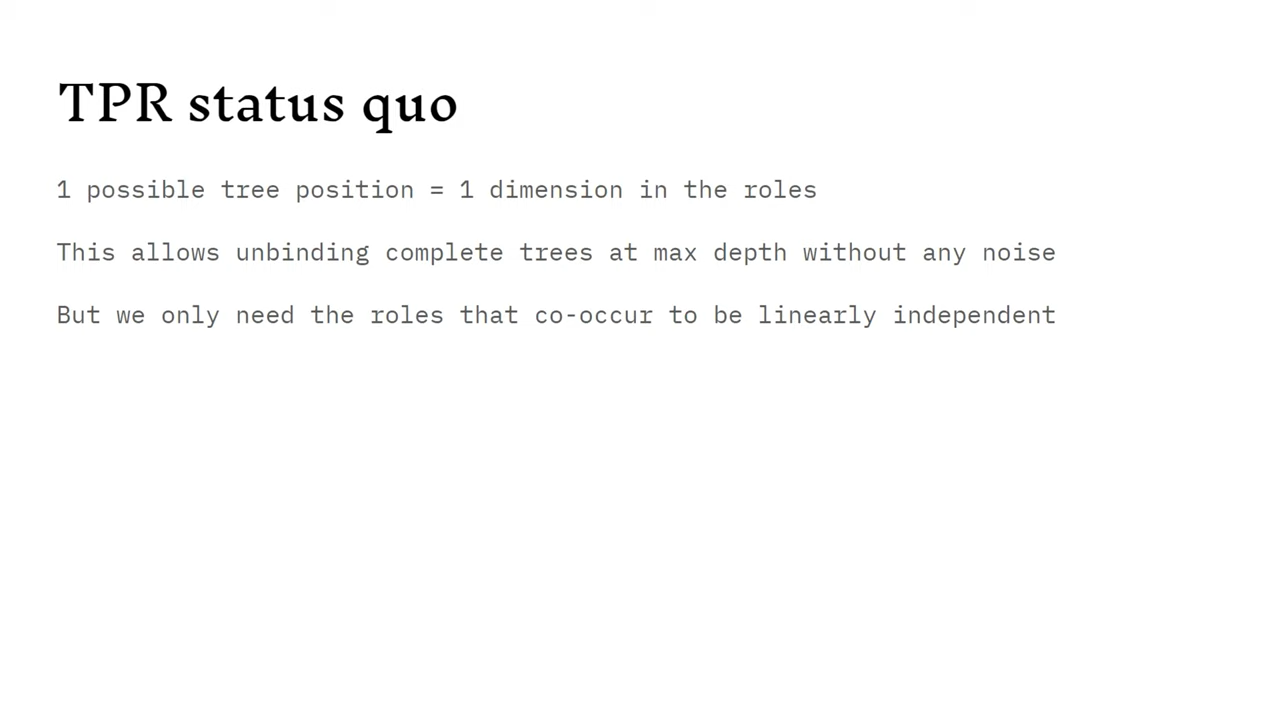 TPR status quo
1 possible tree position = 1 dimension in the roles
This allows unbinding complete trees at max depth without any noise
But we only need the roles that co-occur to be linearly independent